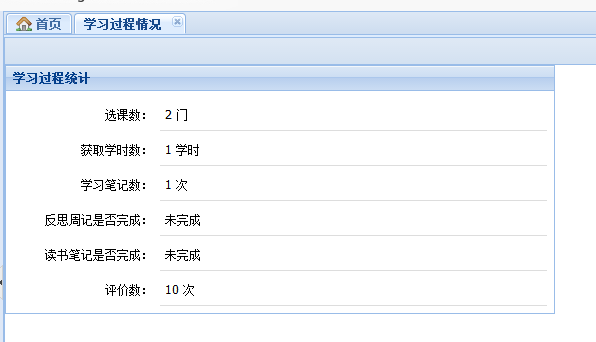 首页 学习过程情况
学习过程统计
选课数： 2 门
获取学时数： 1 学时
学习笔记数： 1 次
反思周记是否完成： 未完成
读书笔记是否完成： 未完成
评价数： 10 次